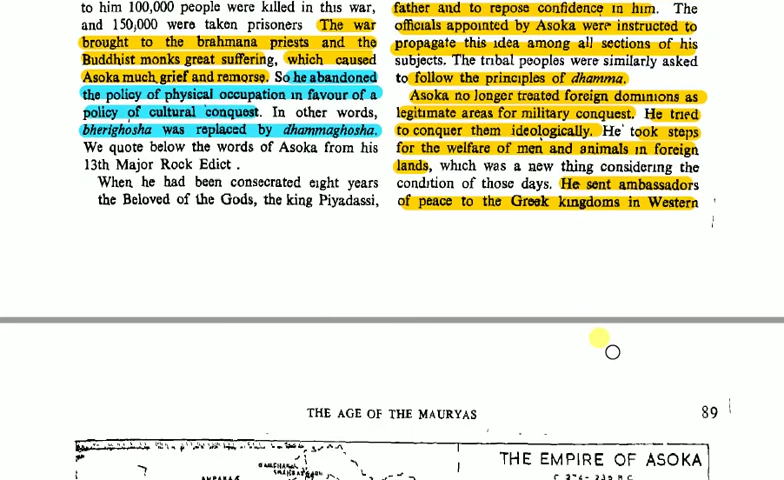 to him 100,000 people were killed in this war,
and 150,000 were taken prisoners The war
brought to the brahmana priests and the
Buddhist monks great suffering, which caused
Asoka much grief and remorse. So he abandoned
the policy of physical occupation in favour of a
policy of cultural conquest. In other words,
bherighosha was replaced by dhammaghosha.
We quote below the words of Asoka from his
13th Major Rock Edict .
When he had been consecrated eight years
the Beloved of the Gods, the king Piyadassi,
father and to repose confidence in him. The
officials appointed by Asoka were instructed to
propagate this idea among all sections of his
subjects. The tribal peoples were similarly asked
to follow the principles of dhamma.
Asoka no longer treated foreign dominions as
legitimate areas for military conquest. He tried
to conquer them ideologically. He took steps
for the welfare of men and animals in foreign
lands, which was a new thing considering the
condition of those days. He sent ambassadors
of peace to the Greek kingdoms in Western
THE AGE OF THE MAURYAS
89
THE EMPIRE OF ASOKA